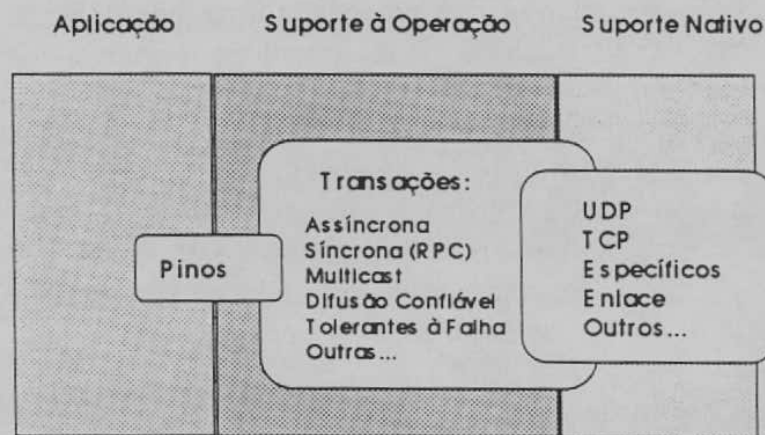 Aplicação
Suporte à Operação
Suporte Nativo
Pinos
Transações:
Assíncrona
Síncrona (RPC)
Multicast
Difusão Confiável
Tolerantes à Falha
Outras...
UDP
TCP
Específicos
Enlace
Outros...